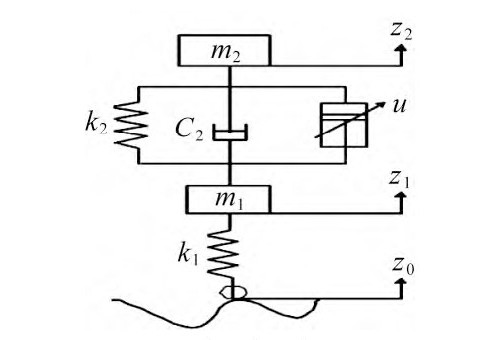 z₂
m₂
k₂
C₂
u
z₁
m₁
k₁
z₀